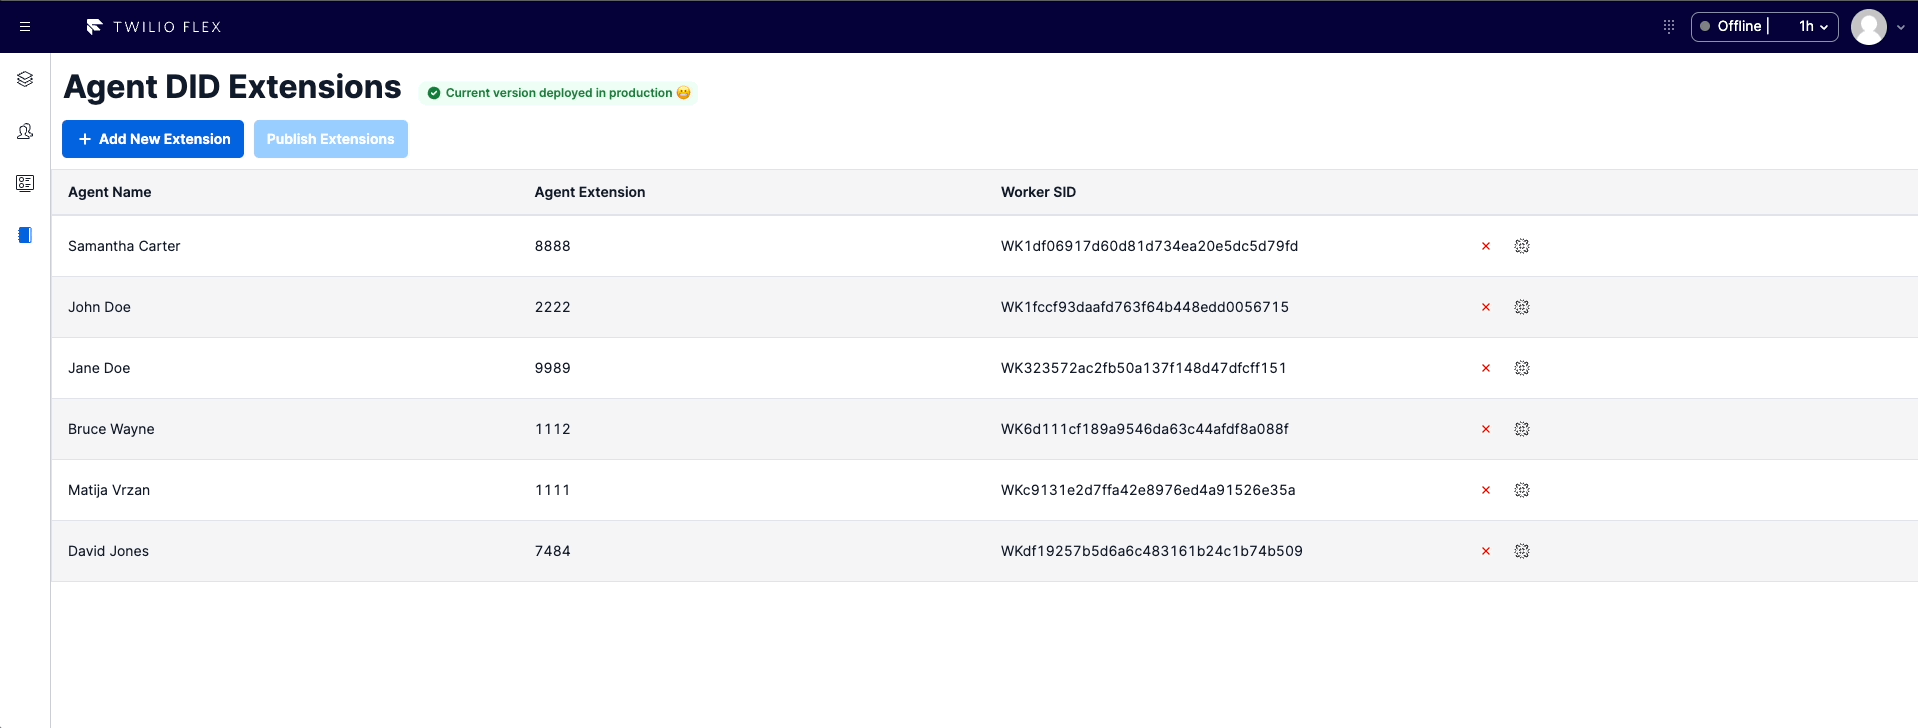 TWILIO FLEX
Offline | 1h
Agent DID Extensions
Current version deployed in production 😬
+ Add New Extension
Publish Extensions
Agent Name Agent Extension Worker SID
Samantha Carter 8888 WK1df06917d60d81d734ea20e5dc5d79fd
John Doe 2222 WK1fccf93daafd763f64b448edd0056715
Jane Doe 9989 WK323572ac2fb50a137f148d47dfcff151
Bruce Wayne 1112 WK6d111cf189a9546da63c44afdf8a088f
Matija Vrzan 1111 WKc9131e2d7ffa42e8976ed4a91526e35a
David Jones 7484 WKdf19257b5d6a6c483161b24c1b74b509